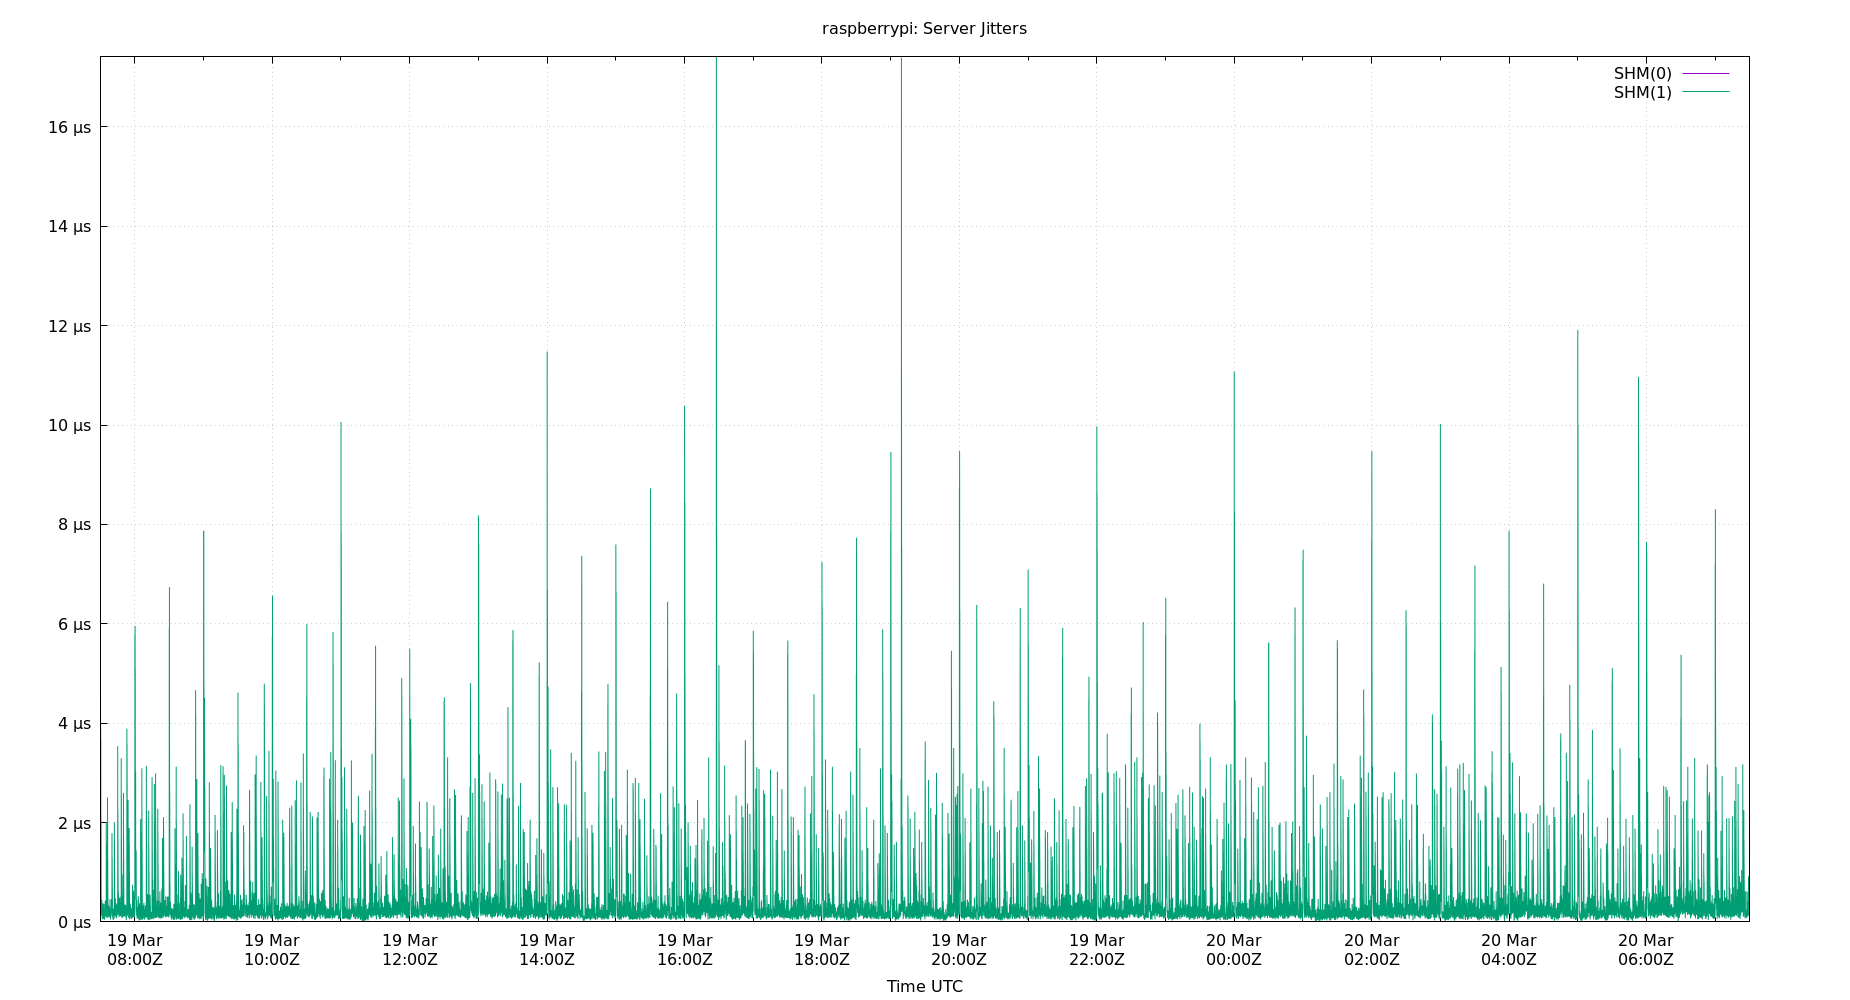 raspberrypi: Server Jitters
SHM(0)
SHM(1)
16 µs
14 µs
12 µs
10 µs
8 µs
6 µs
4 µs
2 µs
0 µs
19 Mar 19 Mar 19 Mar 19 Mar 19 Mar 19 Mar 19 Mar 19 Mar 20 Mar 20 Mar 20 Mar 20 Mar
08:00Z 10:00Z 12:00Z 14:00Z 16:00Z 18:00Z 20:00Z 22:00Z 00:00Z 02:00Z 04:00Z 06:00Z
Time UTC